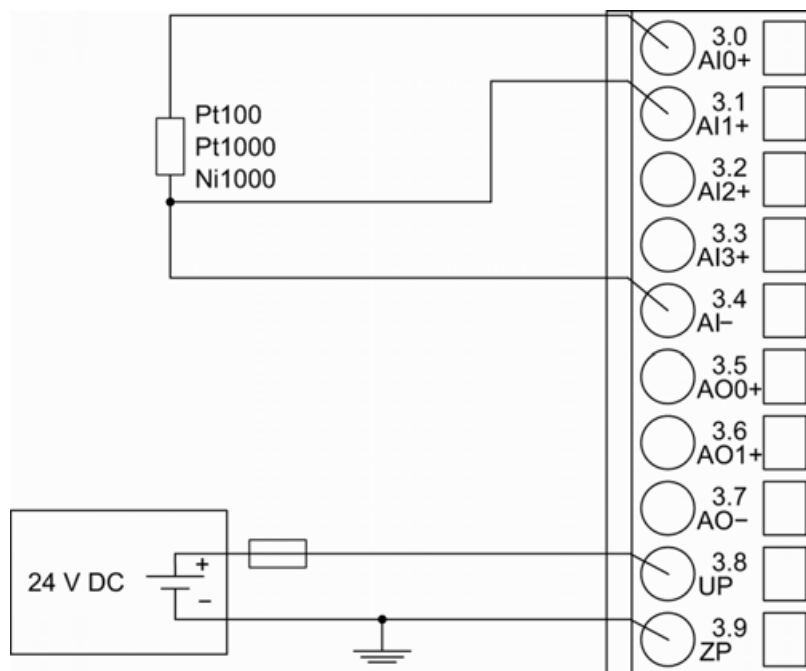 3.0
AI0+
3.1
AI1+
Pt100
Pt1000
Ni1000
3.2
AI2+
3.3
AI3+
3.4
AI−
3.5
AO0+
3.6
AO1+
3.7
AO−
24 V DC
+
−
3.8
UP
3.9
ZP